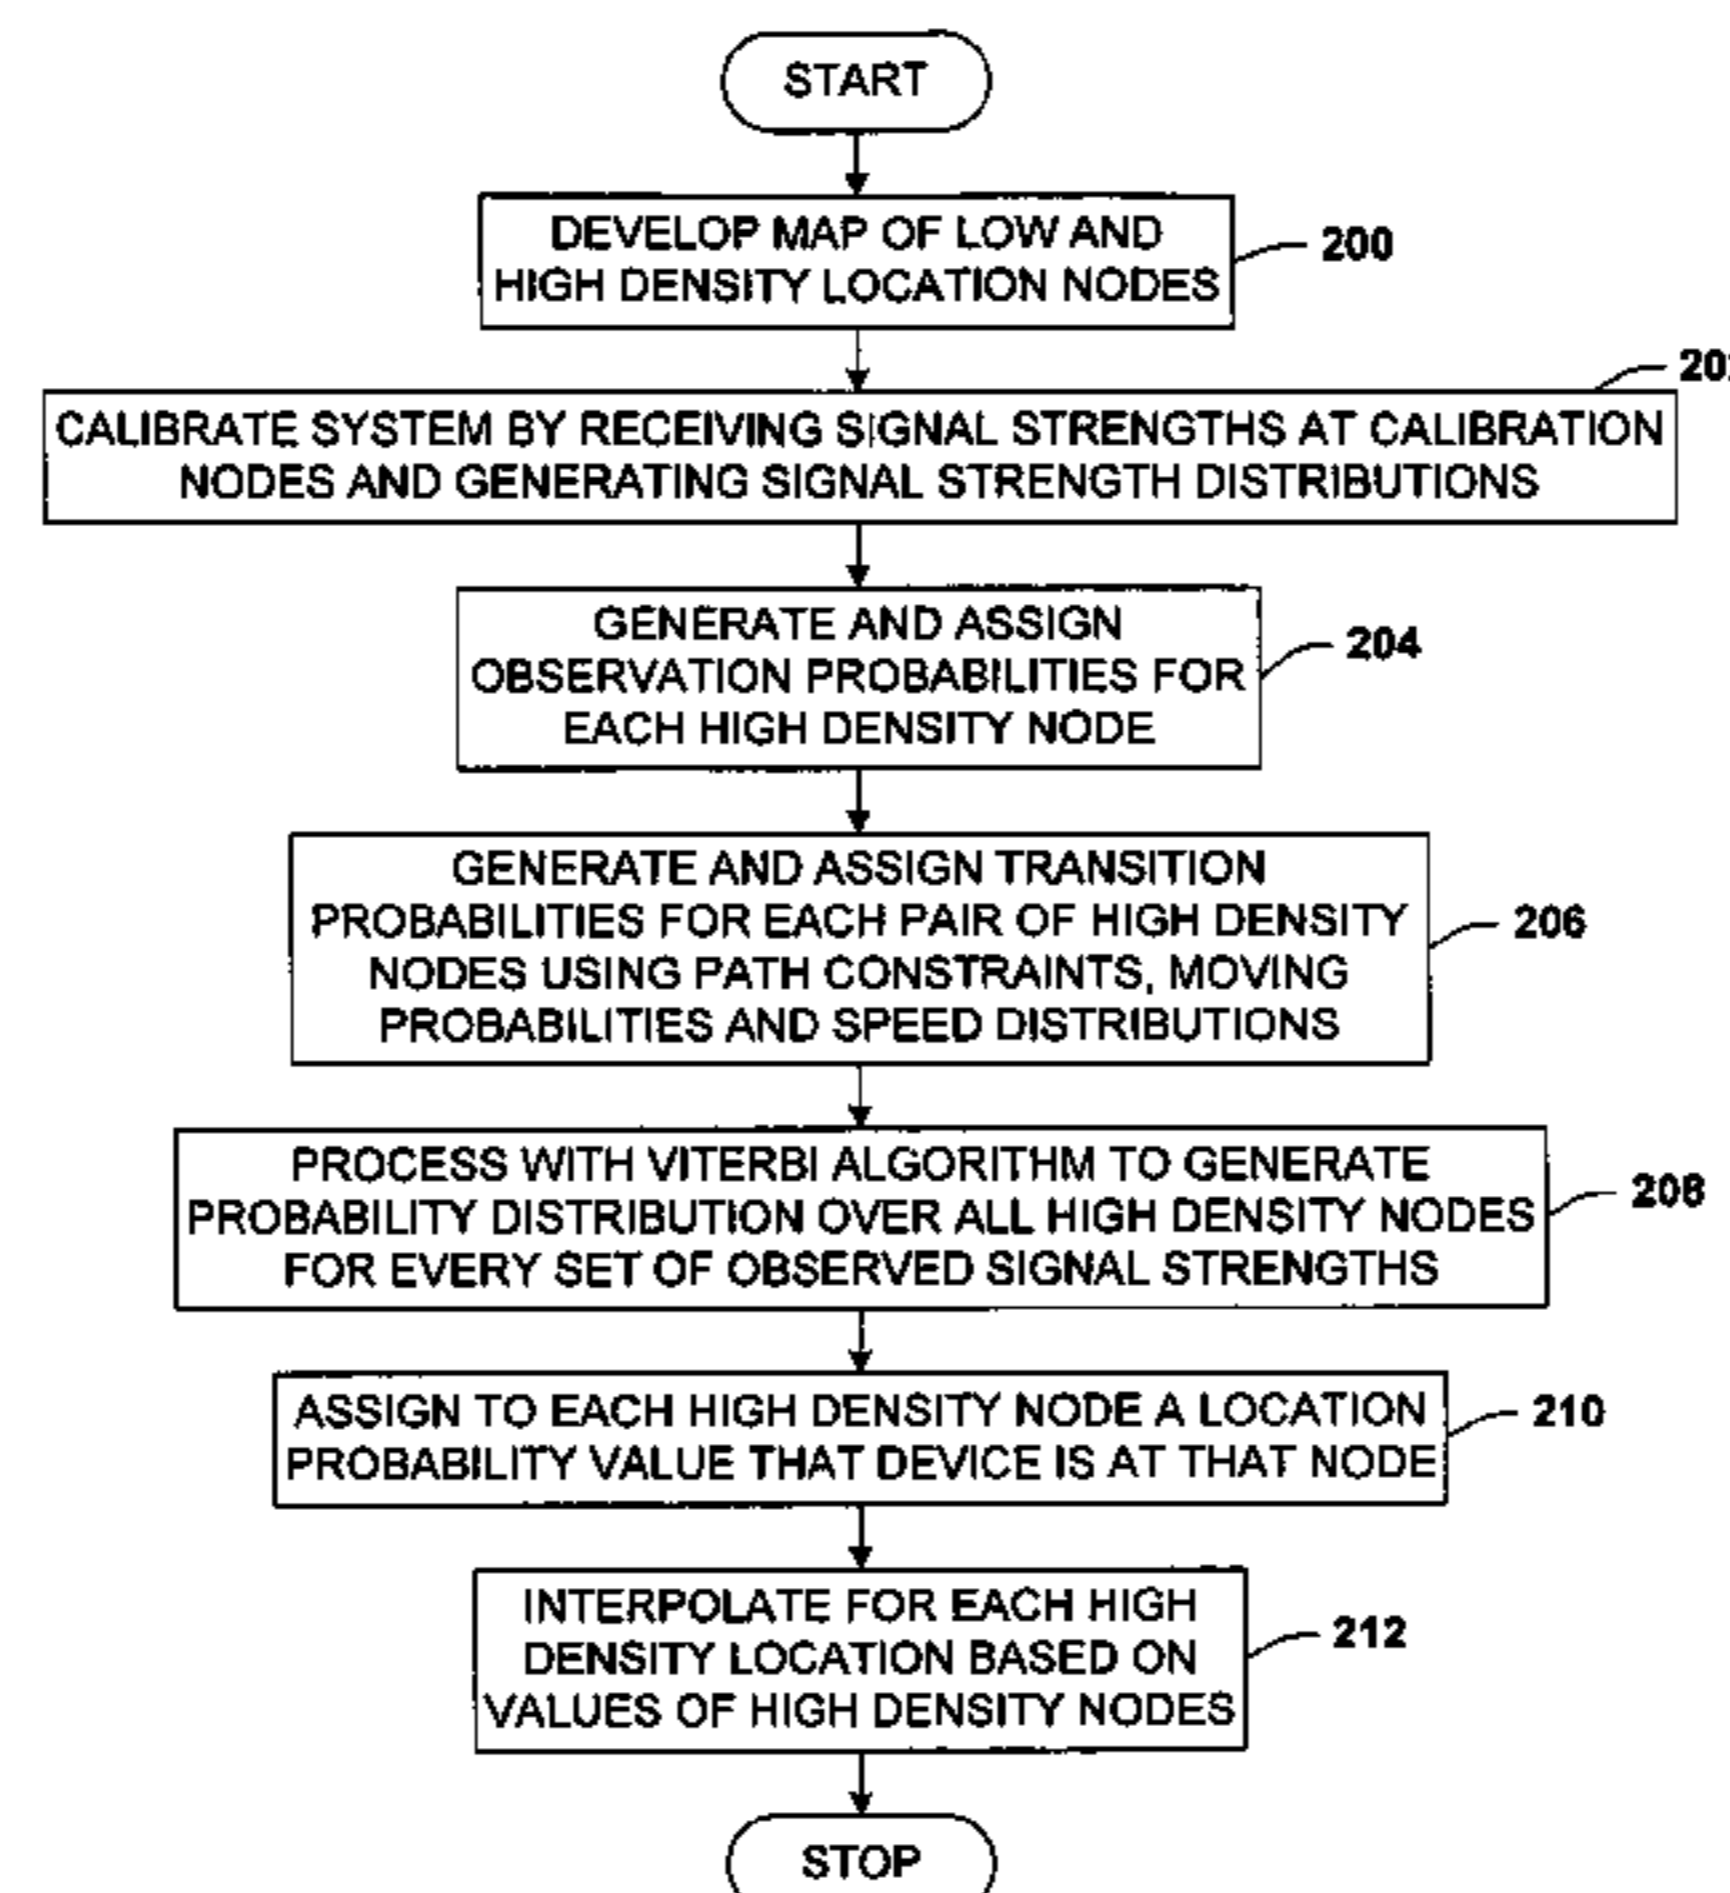 START
DEVELOP MAP OF LOW AND
HIGH DENSITY LOCATION NODES
200
CALIBRATE SYSTEM BY RECEIVING SIGNAL STRENGTHS AT CALIBRATION
NODES AND GENERATING SIGNAL STRENGTH DISTRIBUTIONS
GENERATE AND ASSIGN
OBSERVATION PROBABILITIES FOR
EACH HIGH DENSITY NODE
204
GENERATE AND ASSIGN TRANSITION
PROBABILITIES FOR EACH PAIR OF HIGH DENSITY
NODES USING PATH CONSTRAINTS, MOVING
PROBABILITIES AND SPEED DISTRIBUTIONS
206
PROCESS WITH VITERBI ALGORITHM TO GENERATE
PROBABILITY DISTRIBUTION OVER ALL HIGH DENSITY NODES
FOR EVERY SET OF OBSERVED SIGNAL STRENGTHS
208
ASSIGN TO EACH HIGH DENSITY NODE A LOCATION
PROBABILITY VALUE THAT DEVICE IS AT THAT NODE
210
INTERPOLATE FOR EACH HIGH
DENSITY LOCATION BASED ON
VALUES OF HIGH DENSITY NODES
212
STOP